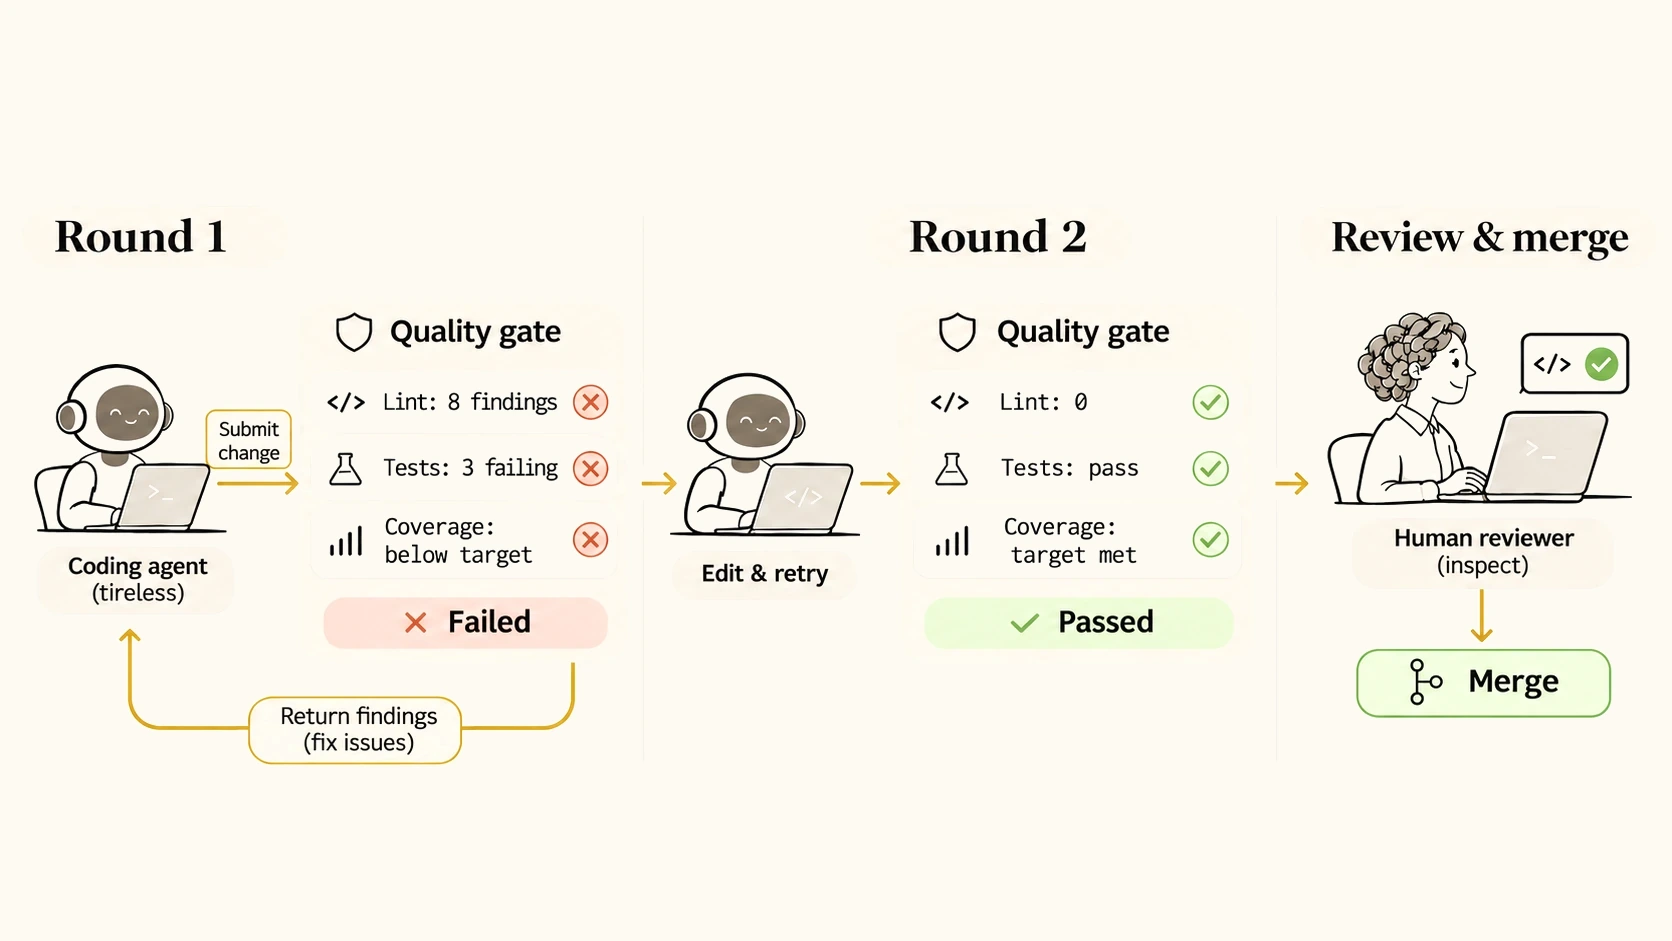 Round 1
Submit
change
Coding agent
(tireless)
Quality gate
</> Lint: 8 findings
Tests: 3 failing
Coverage:
below target
Failed
Return findings
(fix issues)
</>
Edit & retry
Round 2
Quality gate
</> Lint: 0
Tests: pass
Coverage:
target met
Passed
Review & merge
</>
>_
>_
Human reviewer
(inspect)
Merge